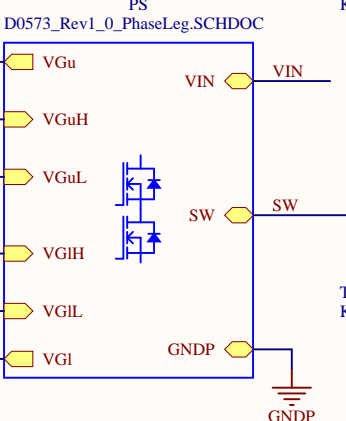 PS
D0573_Rev1_0_PhaseLeg.SCHDOC
VGu
VIN
VIN
VGuH
VGuL
SW
SW
VGlH
VGlL
GNDP
VGl
GNDP